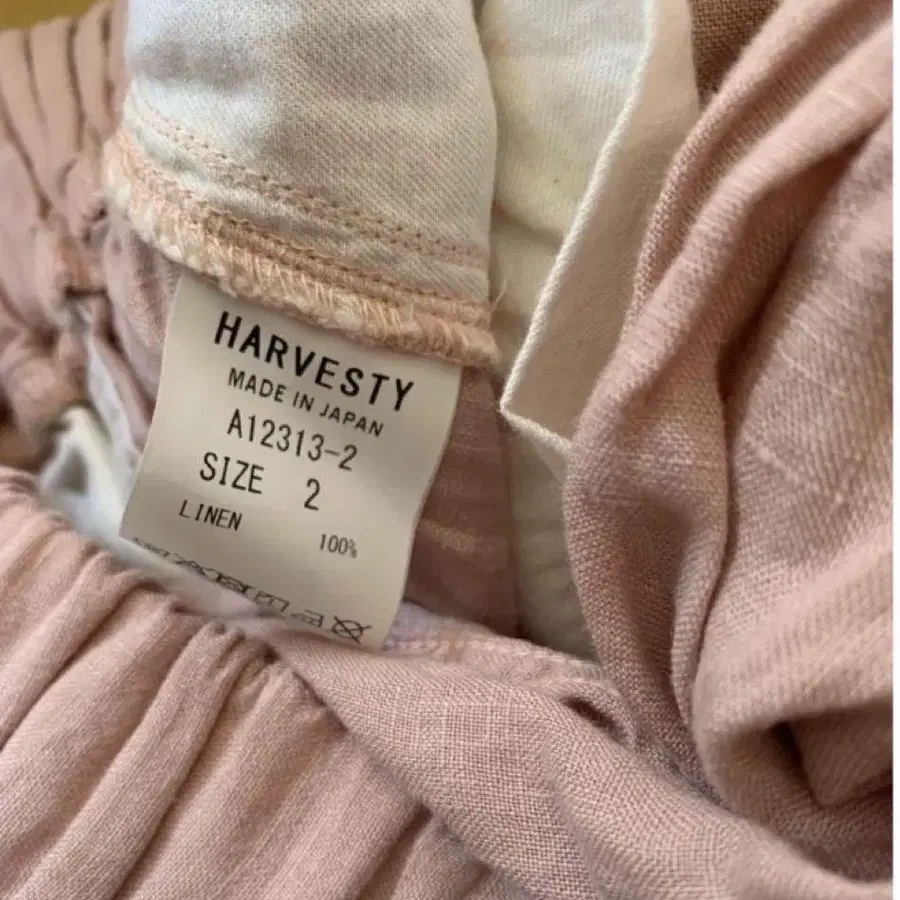 HARVESTY
MADE IN JAPAN
A12313-2
SIZE 2
LINEN
100%